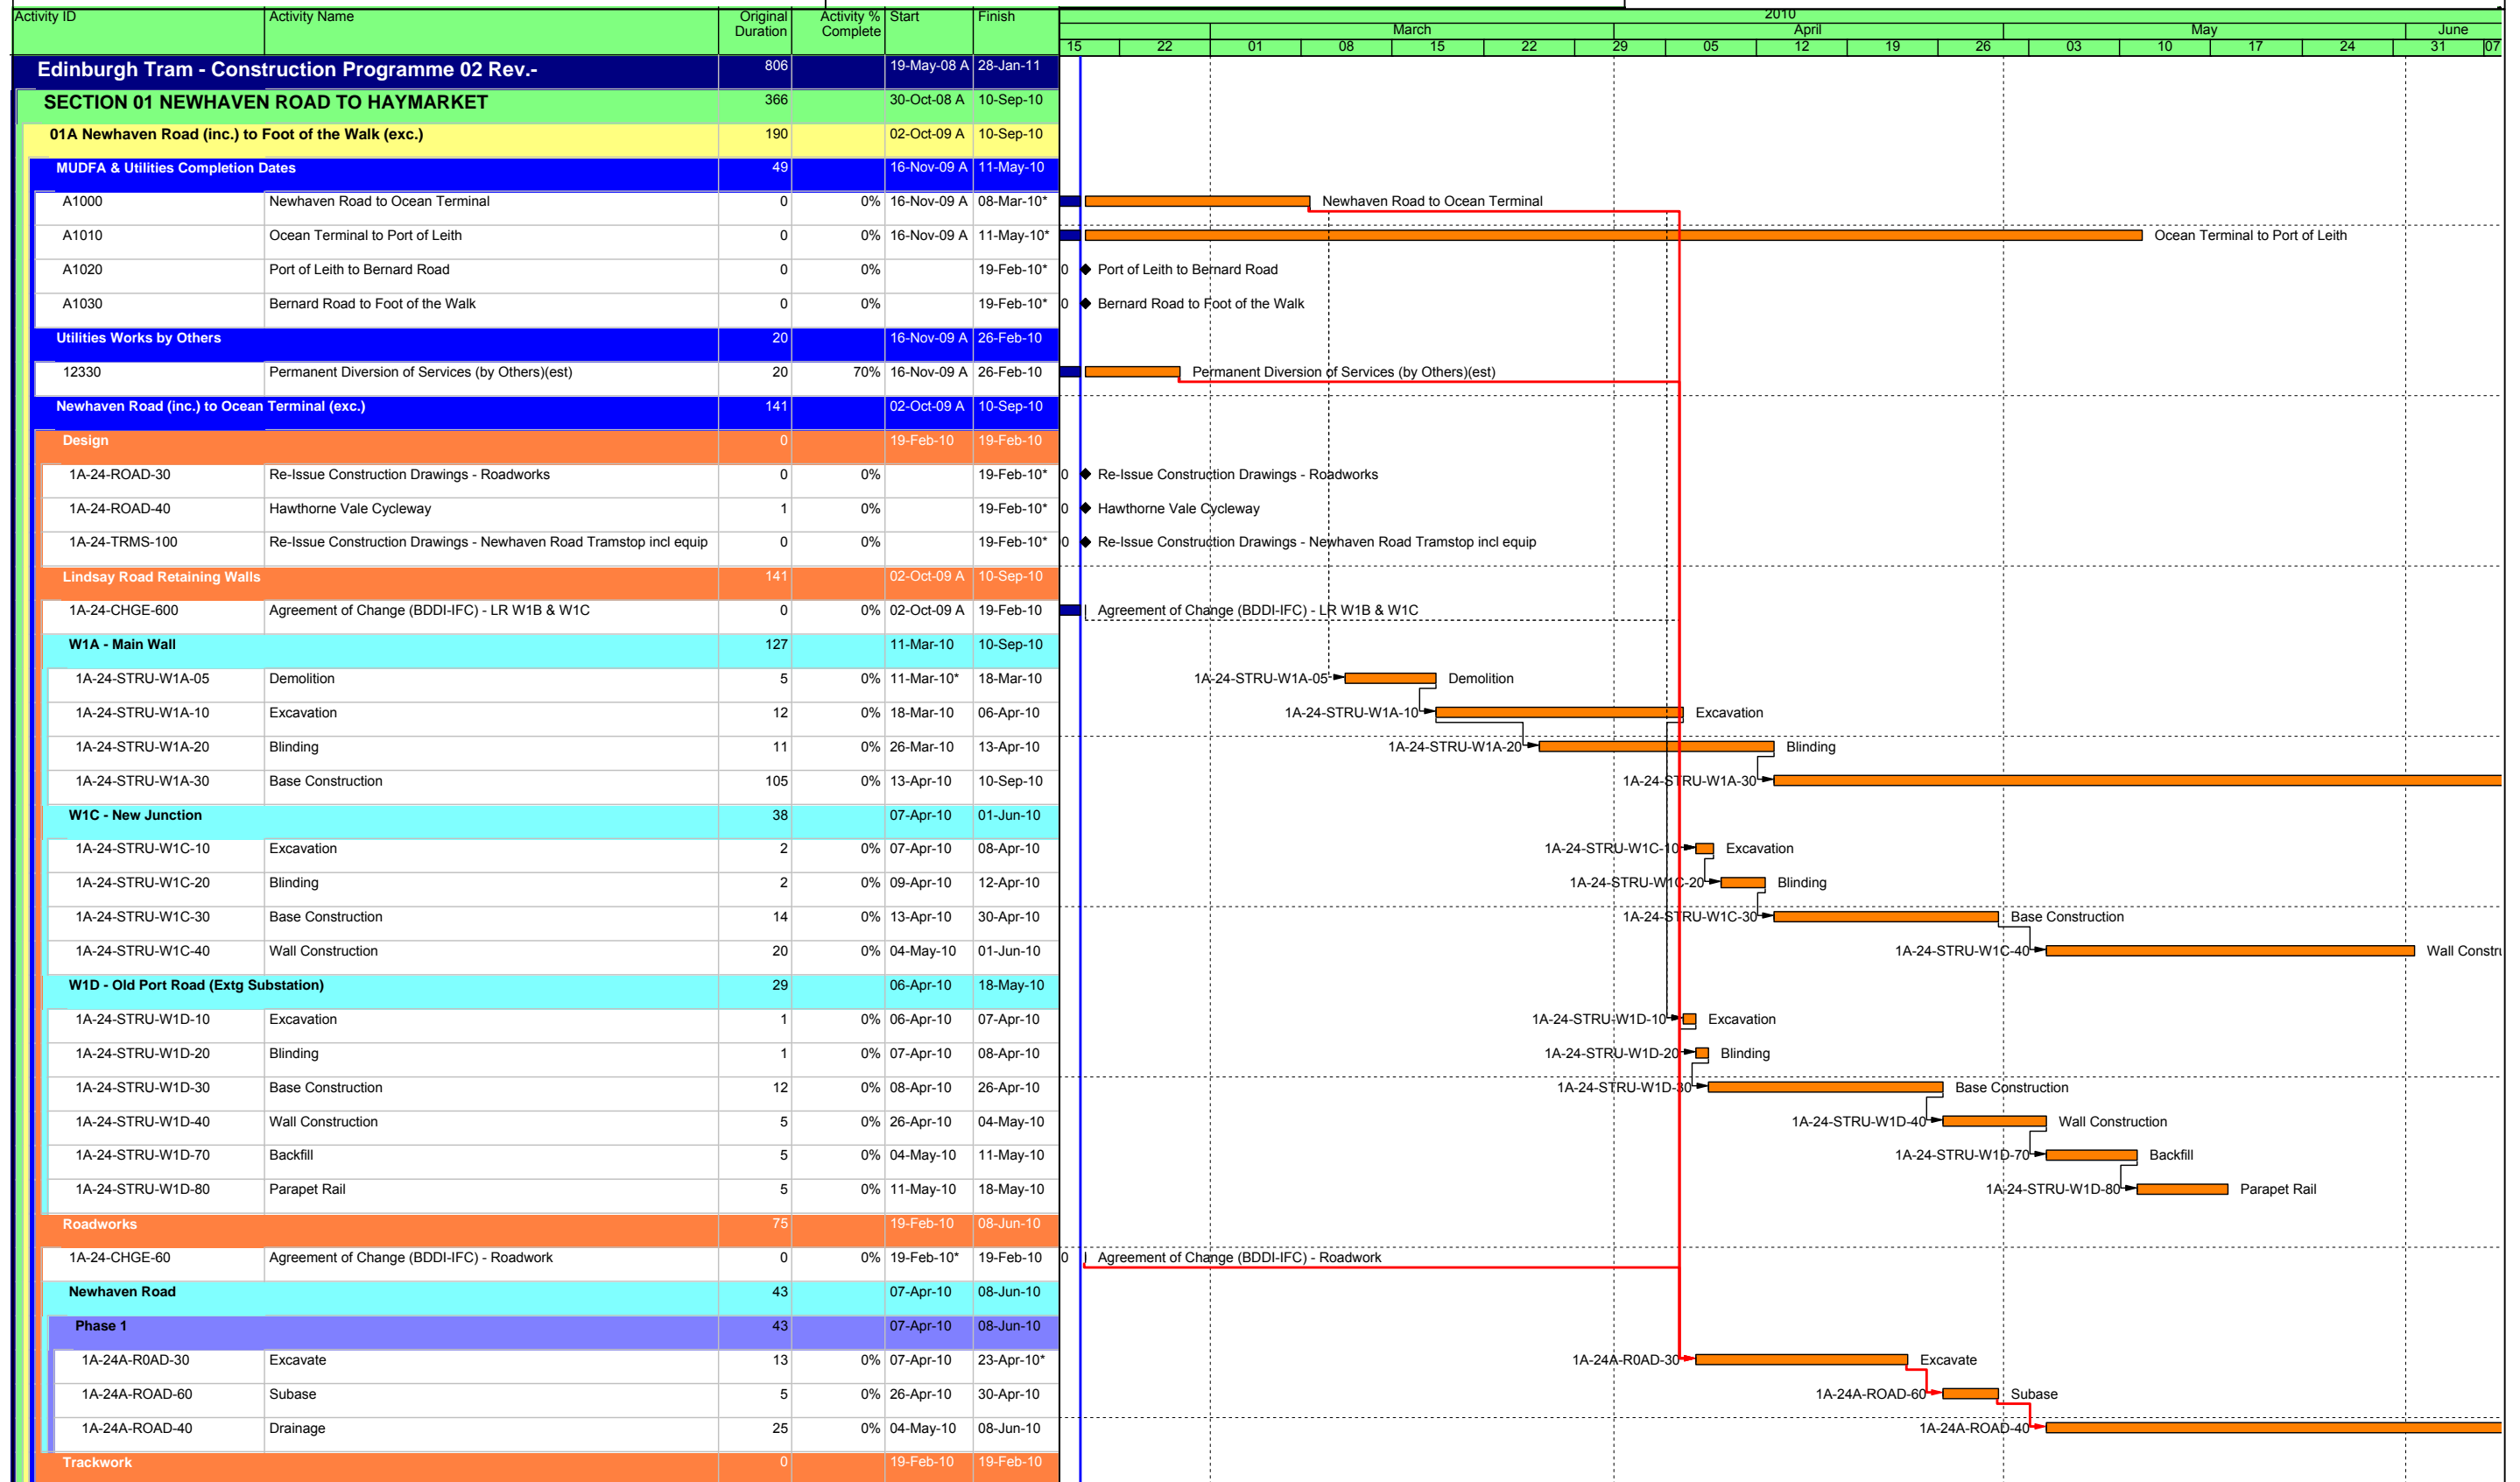 Activity ID Activity Name Original Duration Activity % Complete Start Finish 2010
March April May June
15 22 01 08 15 22 29 05 12 19 26 03 10 17 24 31 07
Edinburgh Tram - Construction Programme 02 Rev.- 806 19-May-08 A 28-Jan-11
SECTION 01 NEWHAVEN ROAD TO HAYMARKET 366 30-Oct-08 A 10-Sep-10
01A Newhaven Road (inc.) to Foot of the Walk (exc.) 190 02-Oct-09 A 10-Sep-10
MUDFA & Utilities Completion Dates 49 16-Nov-09 A 11-May-10
A1000 Newhaven Road to Ocean Terminal 0 0% 16-Nov-09 A 08-Mar-10* Newhaven Road to Ocean Terminal
A1010 Ocean Terminal to Port of Leith 0 0% 16-Nov-09 A 11-May-10* Ocean Terminal to Port of Leith
A1020 Port of Leith to Bernard Road 0 0% 19-Feb-10* 0 Port of Leith to Bernard Road
A1030 Bernard Road to Foot of the Walk 0 0% 19-Feb-10* 0 Bernard Road to Foot of the Walk
Utilities Works by Others 20 16-Nov-09 A 26-Feb-10
12330 Permanent Diversion of Services (by Others)(est) 20 70% 16-Nov-09 A 26-Feb-10 Permanent Diversion of Services (by Others)(est)
Newhaven Road (inc.) to Ocean Terminal (exc.) 141 02-Oct-09 A 10-Sep-10
Design 0 19-Feb-10 19-Feb-10
1A-24-ROAD-30 Re-Issue Construction Drawings - Roadworks 0 0% 19-Feb-10* 0 Re-Issue Construction Drawings - Roadworks
1A-24-ROAD-40 Hawthorne Vale Cycleway 1 0% 19-Feb-10* 0 Hawthorne Vale Cycleway
1A-24-TRMS-100 Re-Issue Construction Drawings - Newhaven Road Tramstop incl equip 0 0% 19-Feb-10* 0 Re-Issue Construction Drawings - Newhaven Road Tramstop incl equip
Lindsay Road Retaining Walls 141 02-Oct-09 A 10-Sep-10
1A-24-CHGE-600 Agreement of Change (BDDI-IFC) - LR W1B & W1C 0 0% 02-Oct-09 A 19-Feb-10 Agreement of Change (BDDI-IFC) - LR W1B & W1C
W1A - Main Wall 127 11-Mar-10 10-Sep-10
1A-24-STRU-W1A-05 Demolition 5 0% 11-Mar-10* 18-Mar-10 1A-24-STRU-W1A-05 Demolition
1A-24-STRU-W1A-10 Excavation 12 0% 18-Mar-10 06-Apr-10 1A-24-STRU-W1A-10 Excavation
1A-24-STRU-W1A-20 Blinding 11 0% 26-Mar-10 13-Apr-10 1A-24-STRU-W1A-20 Blinding
1A-24-STRU-W1A-30 Base Construction 105 0% 13-Apr-10 10-Sep-10 1A-24-STRU-W1A-30
W1C - New Junction 38 07-Apr-10 01-Jun-10
1A-24-STRU-W1C-10 Excavation 2 0% 07-Apr-10 08-Apr-10 1A-24-STRU-W1C-10 Excavation
1A-24-STRU-W1C-20 Blinding 2 0% 09-Apr-10 12-Apr-10 1A-24-STRU-W1C-20 Blinding
1A-24-STRU-W1C-30 Base Construction 14 0% 13-Apr-10 30-Apr-10 1A-24-STRU-W1C-30 Base Construction
1A-24-STRU-W1C-40 Wall Construction 20 0% 04-May-10 01-Jun-10 1A-24-STRU-W1C-40 Wall Constru
W1D - Old Port Road (Extg Substation) 29 06-Apr-10 18-May-10
1A-24-STRU-W1D-10 Excavation 1 0% 06-Apr-10 07-Apr-10 1A-24-STRU-W1D-10 Excavation
1A-24-STRU-W1D-20 Blinding 1 0% 07-Apr-10 08-Apr-10 1A-24-STRU-W1D-20 Blinding
1A-24-STRU-W1D-30 Base Construction 12 0% 08-Apr-10 26-Apr-10 1A-24-STRU-W1D-30 Base Construction
1A-24-STRU-W1D-40 Wall Construction 5 0% 26-Apr-10 04-May-10 1A-24-STRU-W1D-40 Wall Construction
1A-24-STRU-W1D-70 Backfill 5 0% 04-May-10 11-May-10 1A-24-STRU-W1D-70 Backfill
1A-24-STRU-W1D-80 Parapet Rail 5 0% 11-May-10 18-May-10 1A-24-STRU-W1D-80 Parapet Rail
Roadworks 75 19-Feb-10 08-Jun-10
1A-24-CHGE-60 Agreement of Change (BDDI-IFC) - Roadwork 0 0% 19-Feb-10* 19-Feb-10 0 Agreement of Change (BDDI-IFC) - Roadwork
Newhaven Road 43 07-Apr-10 08-Jun-10
Phase 1 43 07-Apr-10 08-Jun-10
1A-24A-R0AD-30 Excavate 13 0% 07-Apr-10 23-Apr-10* 1A-24A-R0AD-30 Excavate
1A-24A-ROAD-60 Subase 5 0% 26-Apr-10 30-Apr-10 1A-24A-ROAD-60 Subase
1A-24A-ROAD-40 Drainage 25 0% 04-May-10 08-Jun-10 1A-24A-ROAD-40
Trackwork 0 19-Feb-10 19-Feb-10